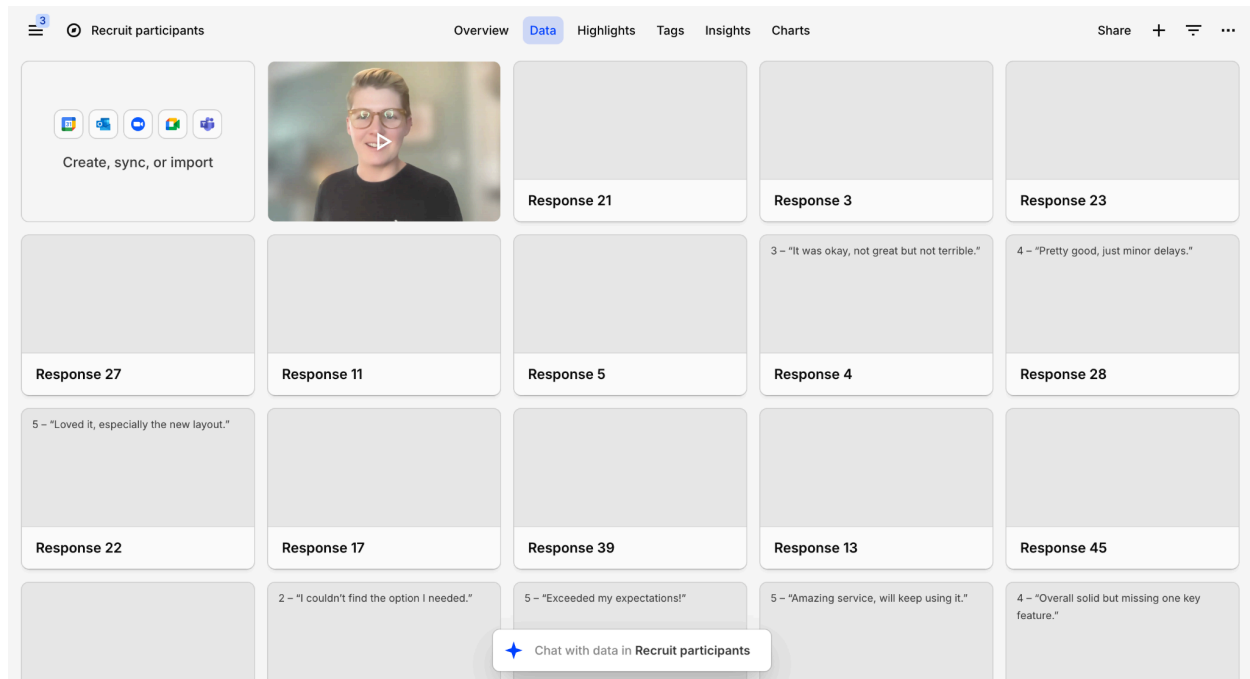 3
Recruit participants
Overview
Data
Highlights
Tags
Insights
Charts
Share
31
Create, sync, or import
Response 21
Response 3
Response 23
3 – “It was okay, not great but not terrible.”
4 – “Pretty good, just minor delays.”
Response 27
Response 11
Response 5
Response 4
Response 28
5 – “Loved it, especially the new layout.”
Response 22
Response 17
Response 39
Response 13
Response 45
2 – “I couldn’t find the option I needed.”
5 – “Exceeded my expectations!”
5 – “Amazing service, will keep using it.”
4 – “Overall solid but missing one key
feature.”
Chat with data in Recruit participants